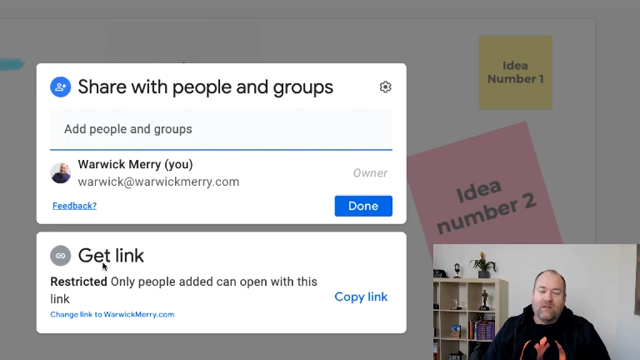 Share with people and groups
Add people and groups
Warwick Merry (you)
warwick@warwickmerry.com
Owner
Feedback?
Done
Get link
Restricted Only people added can open with this
link
Copy link
Change link to WarwickMerry.com
Idea
Number 1
Idea
number 2